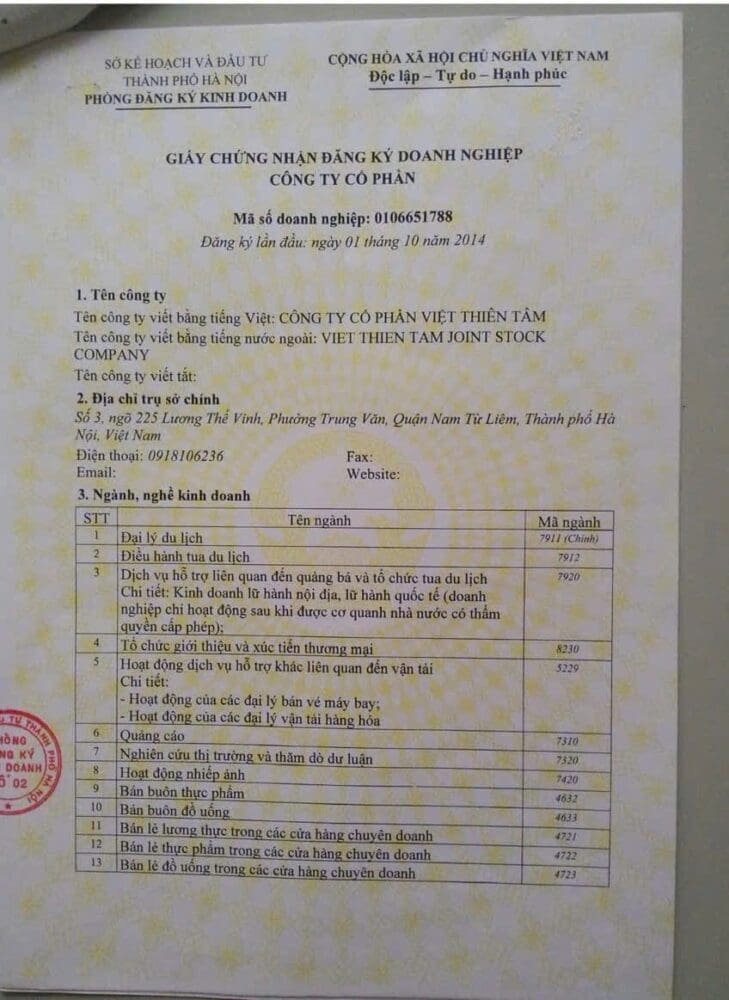 SỞ KẾ HOẠCH VÀ ĐẦU TƯ
THÀNH PHỐ HÀ NỘI
PHÒNG ĐĂNG KÝ KINH DOANH
CỘNG HÒA XÃ HỘI CHỦ NGHĨA VIỆT NAM
Độc lập – Tự do – Hạnh phúc
GIẤY CHỨNG NHẬN ĐĂNG KÝ DOANH NGHIỆP
CÔNG TY CỔ PHẦN
Mã số doanh nghiệp: 0106651788
Đăng ký lần đầu: ngày 01 tháng 10 năm 2014
1. Tên công ty
Tên công ty viết bằng tiếng Việt: CÔNG TY CỔ PHẦN VIỆT THIÊN TÂM
Tên công ty viết bằng tiếng nước ngoài: VIET THIEN TAM JOINT STOCK
COMPANY
Tên công ty viết tắt:
2. Địa chỉ trụ sở chính
Số 3, ngõ 225 Lương Thế Vinh, Phường Trung Văn, Quận Nam Từ Liêm, Thành phố Hà
Nội, Việt Nam
Điện thoại: 0918106236 Fax:
Email: Website:
3. Ngành, nghề kinh doanh
STT Tên ngành Mã ngành
1 Đại lý du lịch 7911 (Chính)
2 Điều hành tua du lịch 7912
3 Dịch vụ hỗ trợ liên quan đến quảng bá và tổ chức tua du lịch 7920
Chi tiết: Kinh doanh lữ hành nội địa, lữ hành quốc tế (doanh
nghiệp chỉ hoạt động sau khi được cơ quanh nhà nước có thẩm
quyền cấp phép);
4 Tổ chức giới thiệu và xúc tiến thương mại 8230
5 Hoạt động dịch vụ hỗ trợ khác liên quan đến vận tải 5229
Chi tiết:
- Hoạt động của các đại lý bán vé máy bay;
- Hoạt động của các đại lý vận tải hàng hóa
6 Quảng cáo 7310
7 Nghiên cứu thị trường và thăm dò dư luận 7320
8 Hoạt động nhiếp ảnh 7420
9 Bán buôn thực phẩm 4632
10 Bán buôn đồ uống 4633
11 Bán lẻ lương thực trong các cửa hàng chuyên doanh 4721
12 Bán lẻ thực phẩm trong các cửa hàng chuyên doanh 4722
13 Bán lẻ đồ uống trong các cửa hàng chuyên doanh 4723
TƯ THÀNH PHỐ HÀ NỘI
HÒNG
NG KÝ
DOANH
Ố 02